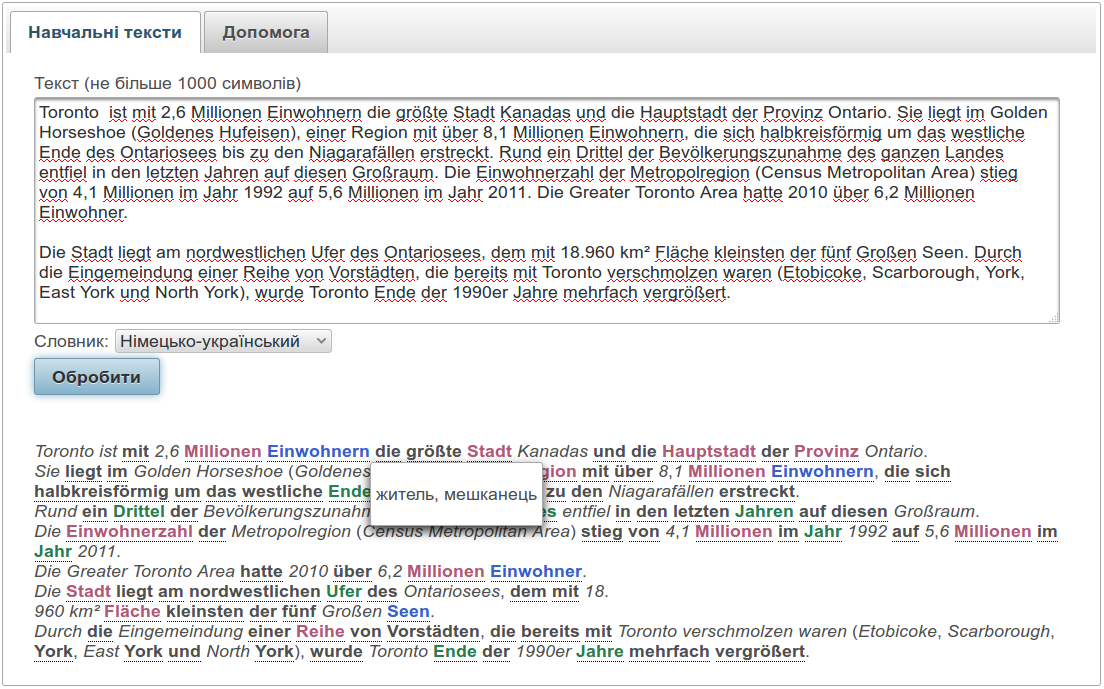 Навчальні тексти
Допомога
Текст (не більше 1000 символів)
Toronto  ist mit 2,6 Millionen Einwohnern die größte Stadt Kanadas und die Hauptstadt der Provinz Ontario. Sie liegt im Golden
Horseshoe (Goldenes Hufeisen), einer Region mit über 8,1 Millionen Einwohnern, die sich halbkreisförmig um das westliche
Ende des Ontariosees bis zu den Niagarafällen erstreckt. Rund ein Drittel der Bevölkerungszunahme des ganzen Landes
entfiel in den letzten Jahren auf diesen Großraum. Die Einwohnerzahl der Metropolregion (Census Metropolitan Area) stieg
von 4,1 Millionen im Jahr 1992 auf 5,6 Millionen im Jahr 2011. Die Greater Toronto Area hatte 2010 über 6,2 Millionen
Einwohner.
Die Stadt liegt am nordwestlichen Ufer des Ontariosees, dem mit 18.960 km² Fläche kleinsten der fünf Großen Seen. Durch
die Eingemeindung einer Reihe von Vorstädten, die bereits mit Toronto verschmolzen waren (Etobicoke, Scarborough, York,
East York und North York), wurde Toronto Ende der 1990er Jahre mehrfach vergrößert.
Словник: Німецько-український
Обробити
Toronto ist mit 2,6 Millionen Einwohnern die größte Stadt Kanadas und die Hauptstadt der Provinz Ontario.
Sie liegt im Golden Horseshoe (Goldenes gion mit über 8,1 Millionen Einwohnern, die sich
halbkreisförmig um das westliche Ende zu den Niagarafällen erstreckt.
житель, мешканець
Rund ein Drittel der Bevölkerungszunahm s entfiel in den letzten Jahren auf diesen Großraum.
Die Einwohnerzahl der Metropolregion (Census Metropolitan Area) stieg von 4,1 Millionen im Jahr 1992 auf 5,6 Millionen im
Jahr 2011.
Die Greater Toronto Area hatte 2010 über 6,2 Millionen Einwohner.
Die Stadt liegt am nordwestlichen Ufer des Ontariosees, dem mit 18.
960 km² Fläche kleinsten der fünf Großen Seen.
Durch die Eingemeindung einer Reihe von Vorstädten, die bereits mit Toronto verschmolzen waren (Etobicoke, Scarborough,
York, East York und North York), wurde Toronto Ende der 1990er Jahre mehrfach vergrößert.